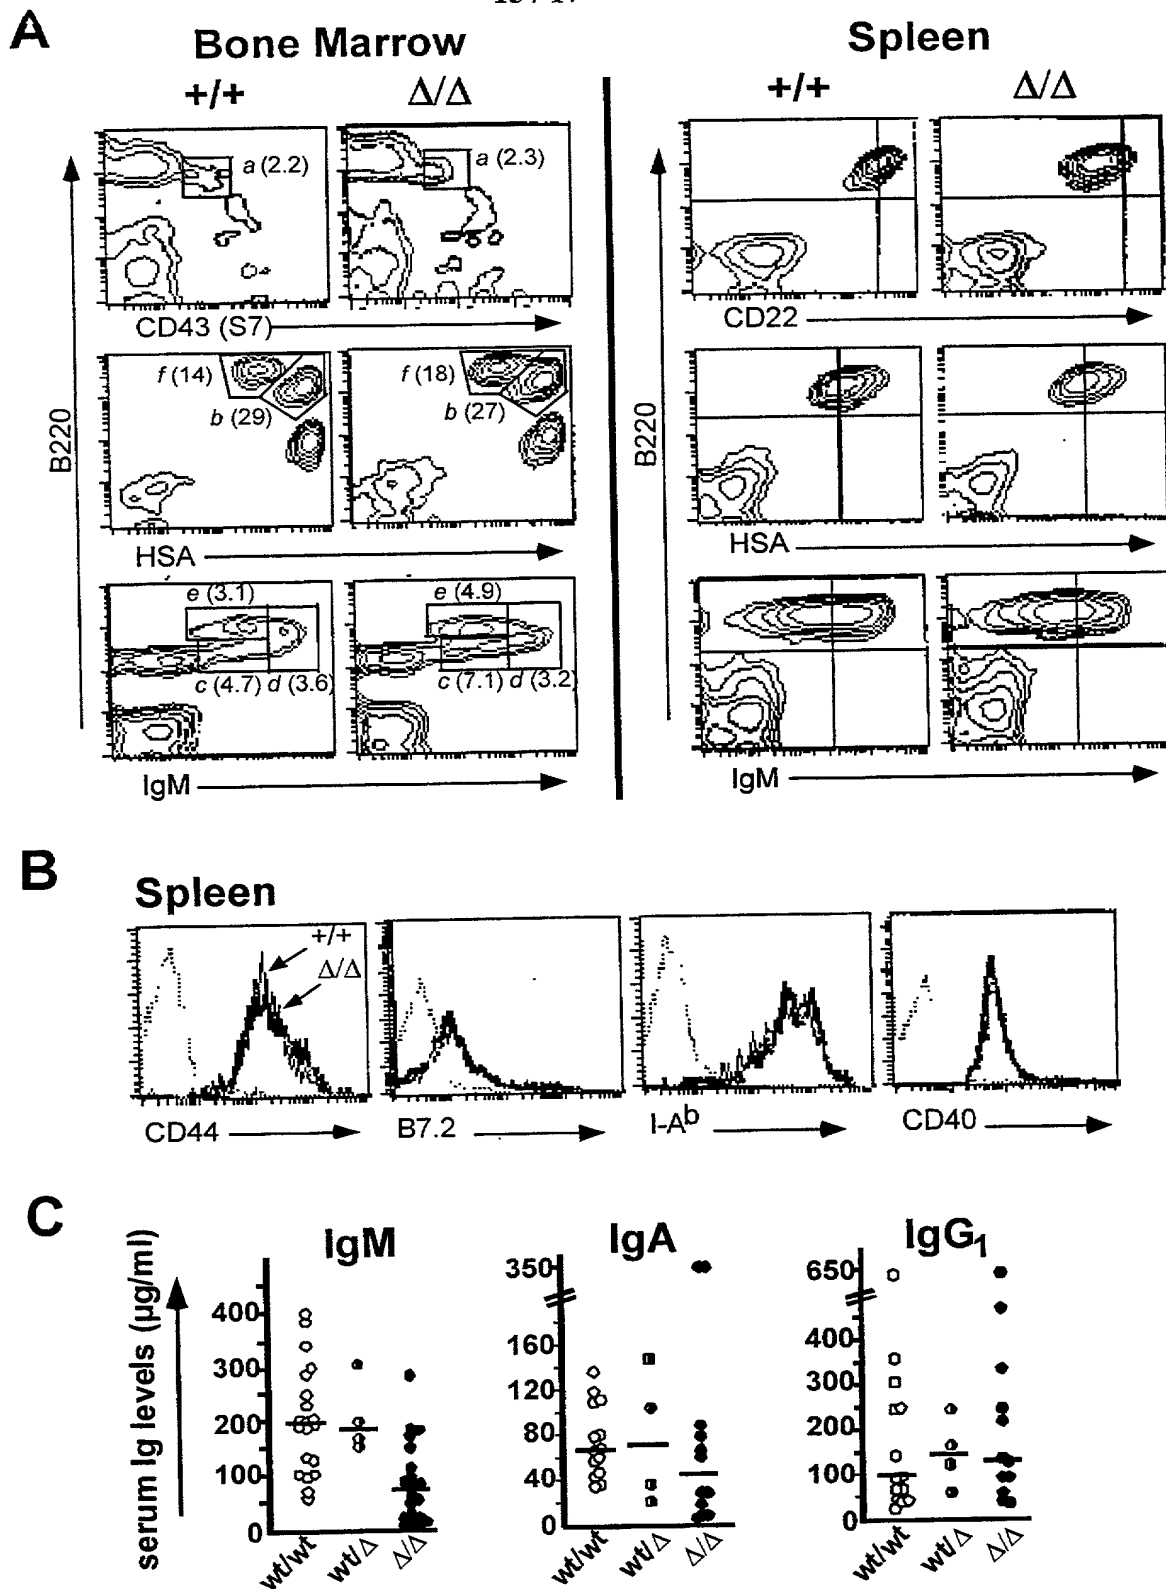 A
Bone Marrow
Spleen
+/+
Δ/Δ
+/+
Δ/Δ
a (2.2)
a (2.3)
CD43 (S7)
CD22
f (14)
b (29)
f (18)
b (27)
B220
B220
HSA
HSA
e (3.1)
c (4.7) d (3.6)
e (4.9)
c (7.1) d (3.2)
IgM
IgM
B
Spleen
+/+
Δ/Δ
CD44
B7.2
I-Ab
CD40
C
serum Ig levels (μg/ml)
IgM
400
300
200
100
0
wt/wt
wt/Δ
Δ/Δ
IgA
350
160
120
80
40
0
wt/wt
wt/Δ
Δ/Δ
IgG1
650
400
300
200
100
0
wt/wt
wt/Δ
Δ/Δ